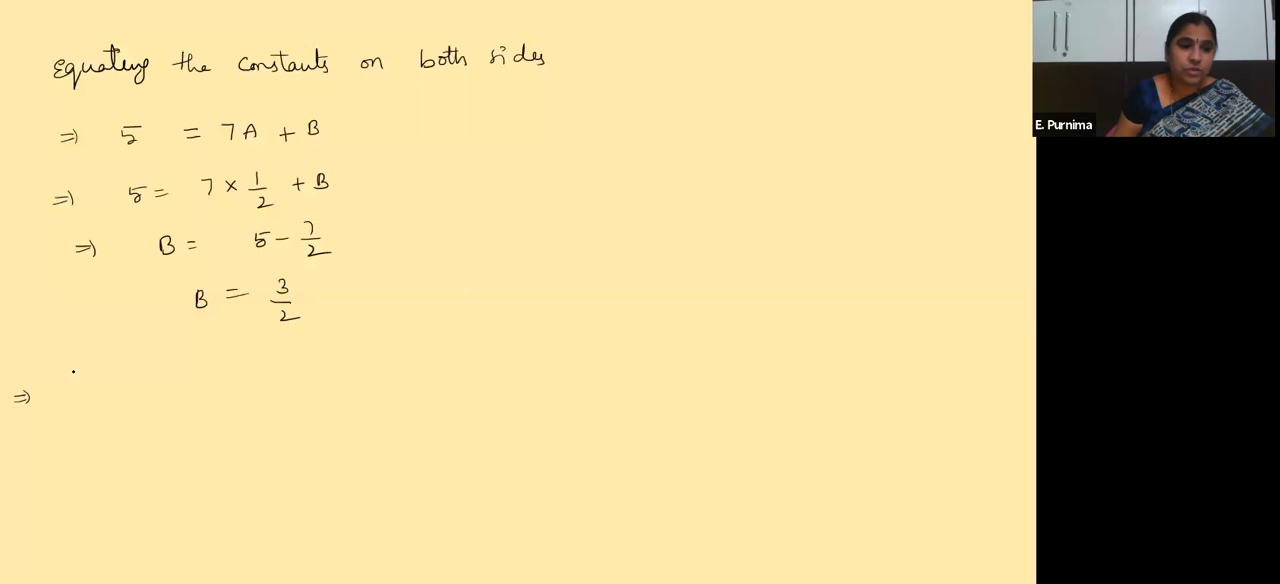 Equating the constants on both sides
⇒ 5 = 7A + B
⇒ 5 = 7 × 1/2 + B
⇒ B = 5 - 7/2
B = 3/2
⇒
E. Purnima